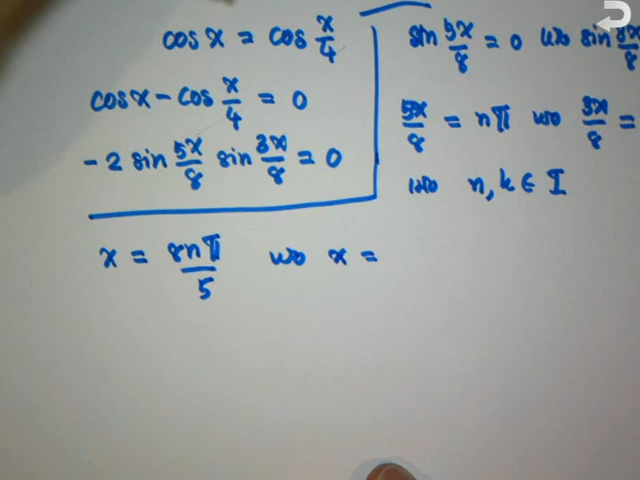 cos x = cos x/4
cos x - cos x/4 = 0
-2 sin 5x/8 sin 3x/8 = 0
sin 5x/8 = 0 หรือ sin 3x/8
5x/8 = nπ หรือ 3x/8 =
เมื่อ n, k ∈ I
x = 8nπ/5 หรือ x =